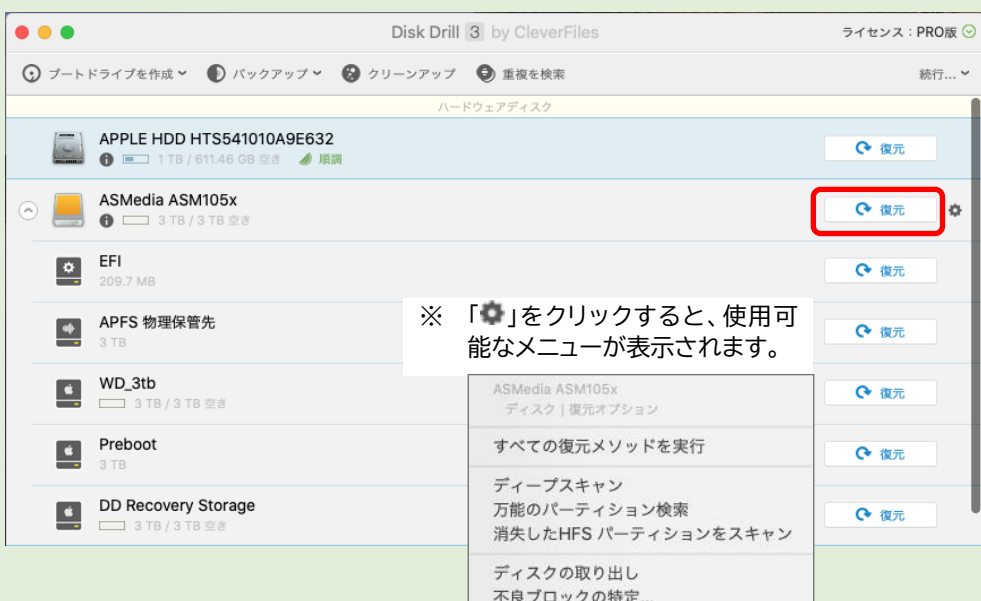 Disk Drill 3 by CleverFiles
ライセンス：PRO版
ブートドライブを作成 バックアップ クリーンアップ 重複を検索 続行...
ハードウェアディスク
APPLE HDD HTS541010A9E632
1 TB / 611.46 GB 空き 順調
復元
ASMedia ASM105x
3 TB / 3 TB 空き
復元
EFI
209.7 MB
復元
※ 「」をクリックすると、使用可
能なメニューが表示されます。
APFS 物理保管先
3 TB
復元
WD_3tb
3 TB / 3 TB 空き
復元
Preboot
3 TB
復元
DD Recovery Storage
3 TB / 3 TB 空き
復元
ASMedia ASM105x
ディスク | 復元オプション
すべての復元メソッドを実行
ディープスキャン
万能のパーティション検索
消失したHFS パーティションをスキャン
ディスクの取り出し
不良ブロックの特定...